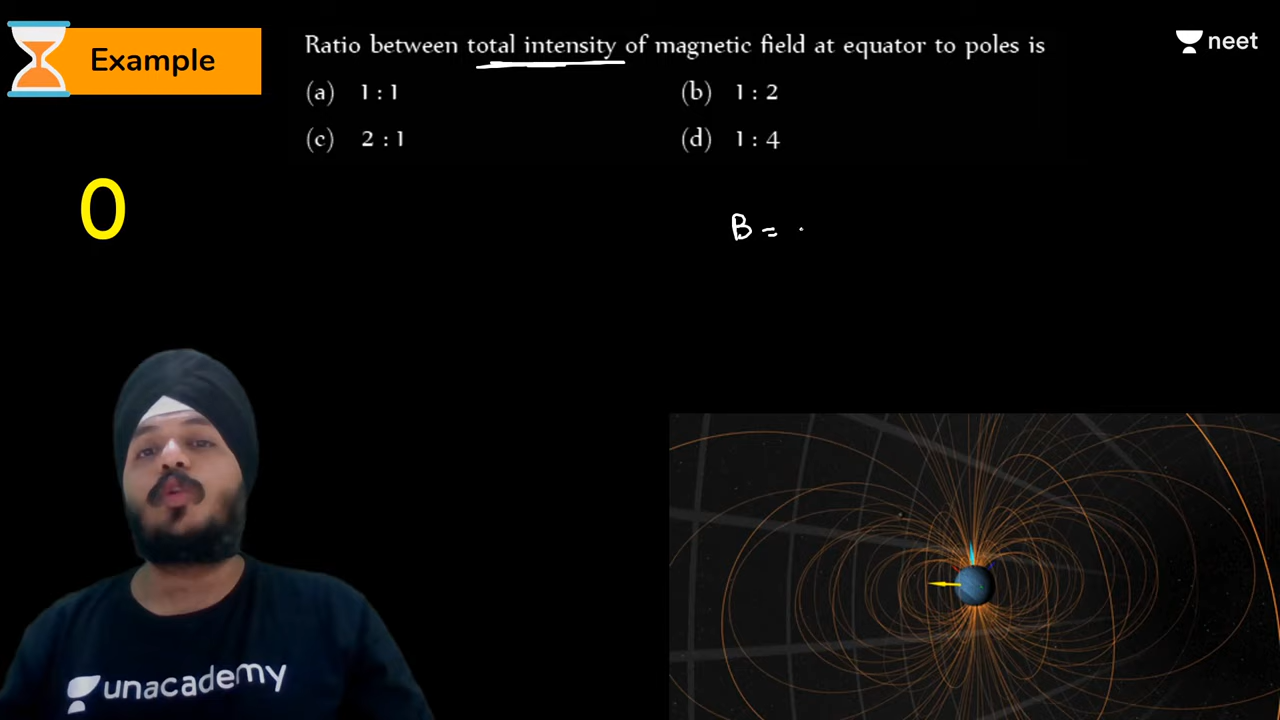 Example
Ratio between total intensity of magnetic field at equator to poles is
neet
(a) 1 : 1
(b) 1 : 2
(c) 2 : 1
(d) 1 : 4
0
B = .
unacademy